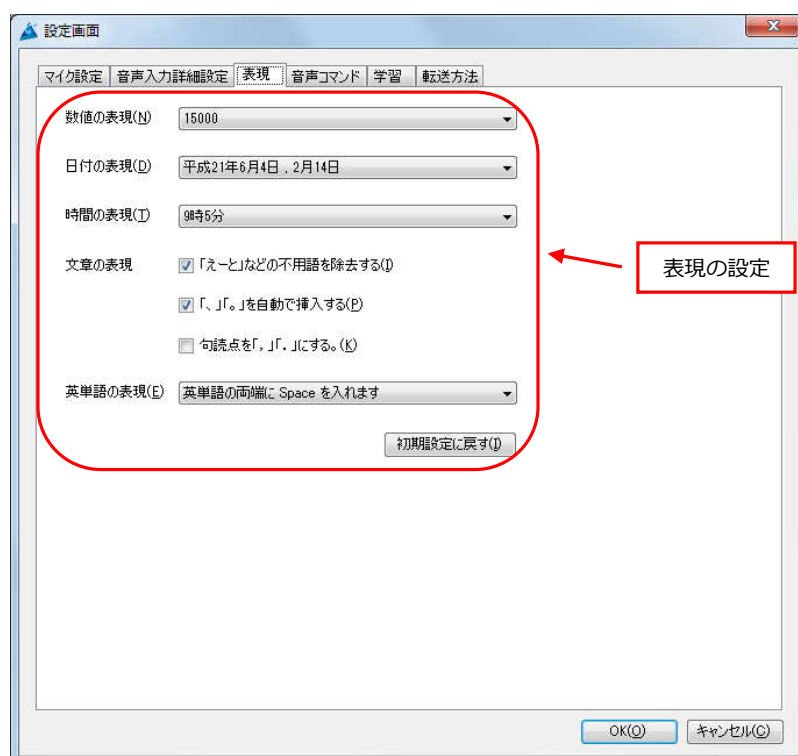 設定画面
マイク設定 音声入力詳細設定 表現 音声コマンド 学習 転送方法
数値の表現(N) 15000
日付の表現(D) 平成21年6月4日 , 2月14日
時間の表現(T) 9時5分
文章の表現 「えーと」などの不用語を除去する(I)
表現の設定
「、」「。」を自動で挿入する(P)
句読点を「, 」「. 」にする。(K)
英単語の表現(E) 英単語の両端に Space を入れます
初期設定に戻す(I)
OK(O) キャンセル(C)